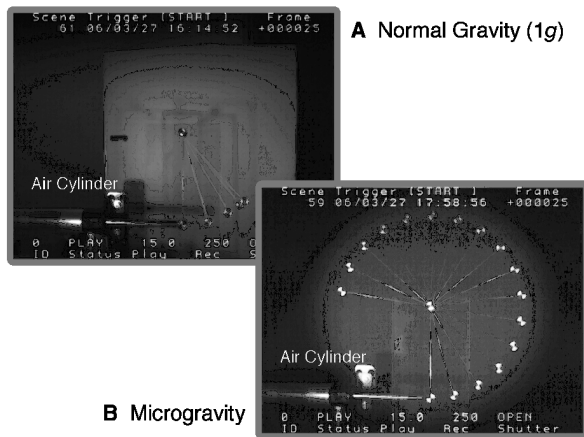 Scene Trigger [START ] Frame
61 06/03/27 16:14:52 +000025
A Normal Gravity (1g)
Air Cylinder
0 PLAY 15 0 250
ID Status Play Rec S
Scene Trigger [START ] Frame
59 06/03/27 17:58:56 +000025
Air Cylinder
B Microgravity
0 PLAY 15 0 250 OPEN
ID Status Play Rec Shutter